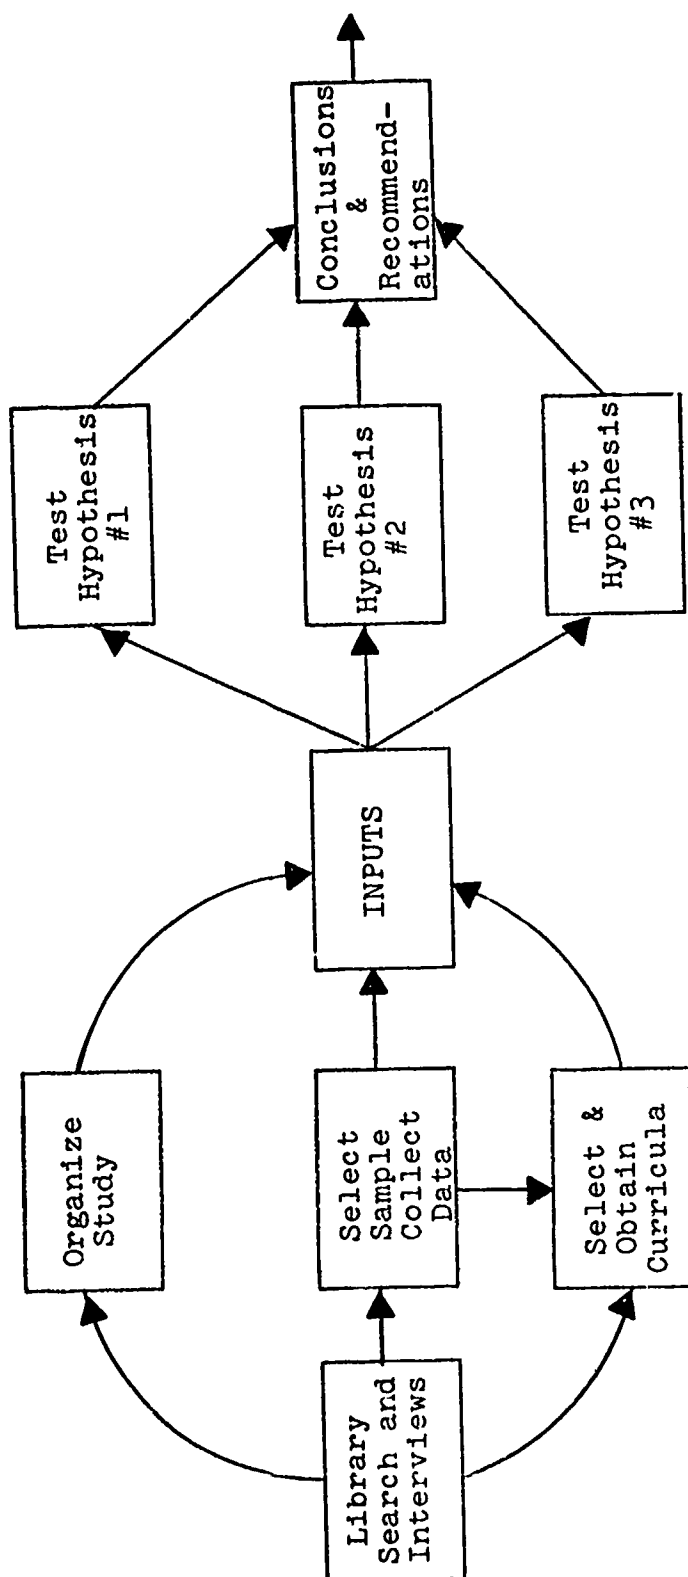 Library
Search and
Interviews
Organize
Study
Select
Sample
Collect
Data
Select &
Obtain
Curricula
INPUTS
Test
Hypothesis
#1
Test
Hypothesis
#2
Test
Hypothesis
#3
Conclusions
&
Recommend-
ations